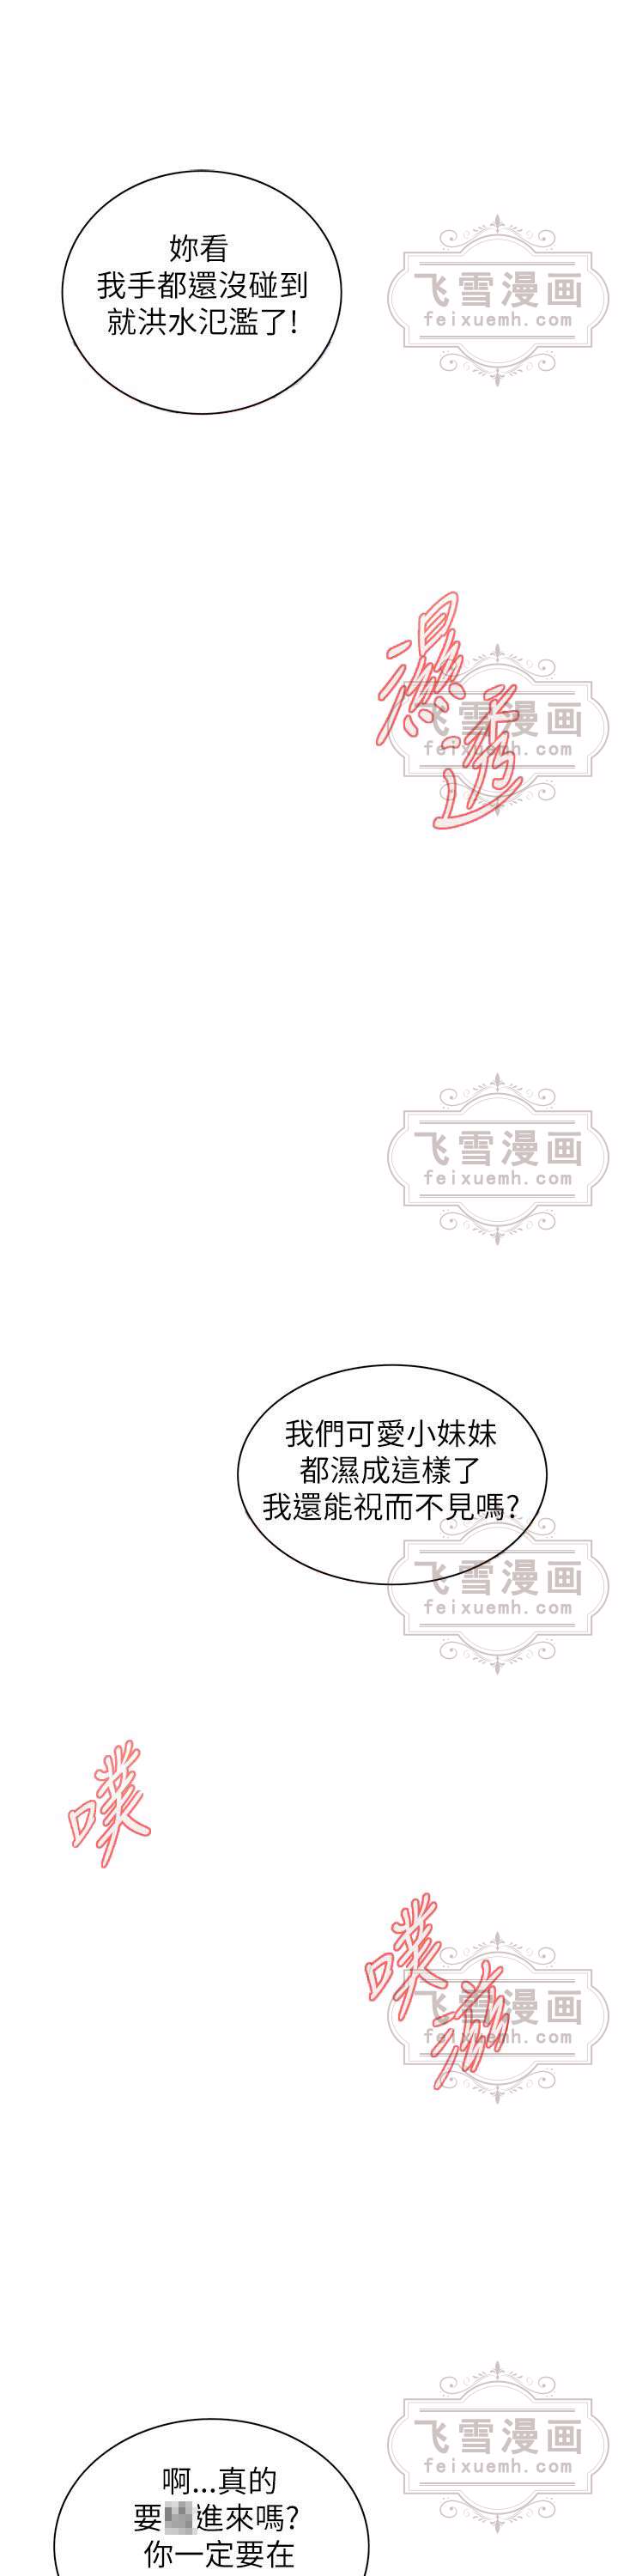 妳看
我手都還沒碰到
就洪水氾濫了!
飞雪漫画
feixuemh.com
濕透
飞雪漫画
feixuemh.com
飞雪漫画
feixuemh.com
我們可愛小妹妹
都濕成這樣了
我還能祝而不見嗎?
飞雪漫画
feixuemh.com
噗
噗滋
飞雪漫画
feixuemh.com
飞雪漫画
feixuemh.com
啊...真的
要進來嗎?
你一定要在